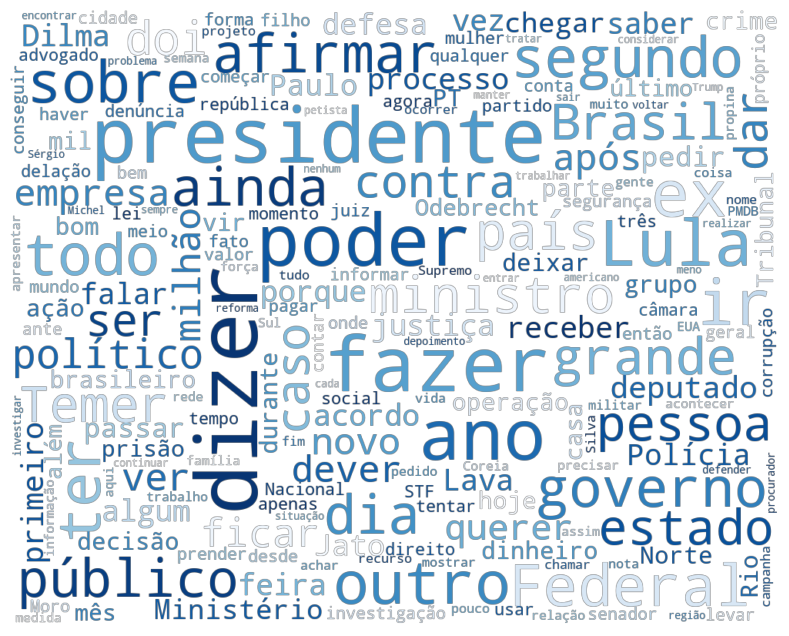 encontrar cidade forma filho defesa vez chegar saber crime
Dilma doi projeto mulher tratar considerar
advogado semana afirmar qualquer segundo
sobre começar Paulo processo conta último Trump próprio
conseguir haver denúncia república agora PT partido muito voltar
mil problema petista ocorrer manter sair propina
presidente Brasil dar
Sérgio bem nenhum após pedir
delação ainda contra trabalhar gente coisa
empresa Michel sempre lei momento juiz Odebrecht parte segurança ex nome PMDB
apresentar todo bom meio vir fato poder país três realizar Tribunal
mundo valor força tudo informar Supremo entrar deixar Lula meno
milhão porque ministro americano grupo
ação falar reforma pagar câmara ir
ante ser dizer Sul contar onde justiça receber então EUA geral
político caso depoimento corrupção
brasileiro durante fazer grande
rede cada vida deputado
Temer social acordo operação militar acontecer
investigar além passar tempo novo ano casa Silva pessoa
primeiro ter prisão fim
continuar família dever pedido Coreia precisar Polícia defender procurador
informação aqui ver trabalho Nacional STF Lava governo
algum apenas situação tentar hoje
decisão ficar Jato dia querer assim estado
prender desde direito dinheiro Norte
público achar recurso mostrar chamar nota Rio campanha
feira outro Federal
Moro mês Ministério investigação pouco usar relação senador região levar
medida